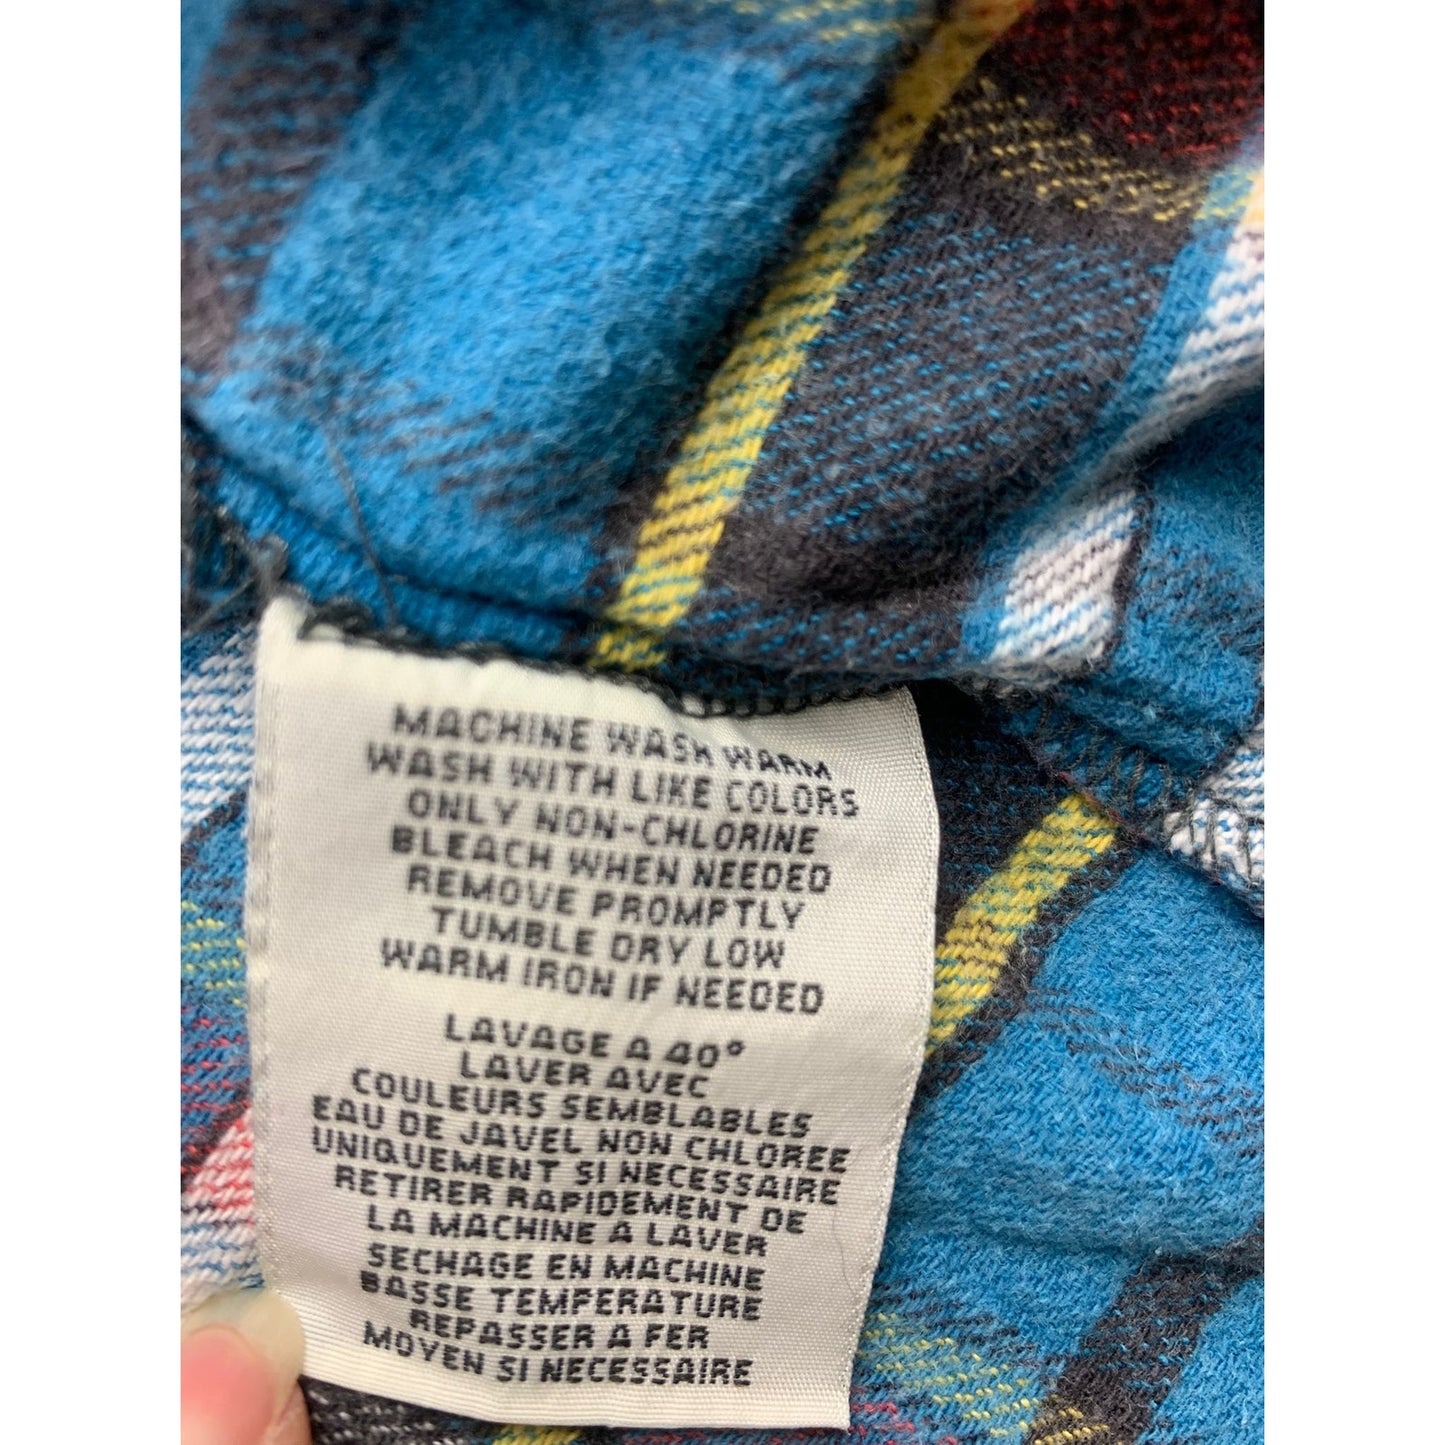 MACHINE WASH WARM
WASH WITH LIKE COLORS
ONLY NON-CHLORINE
BLEACH WHEN NEEDED
REMOVE PROMPTLY
TUMBLE DRY LOW
WARM IRON IF NEEDED
LAVAGE A 40°
LAVER AVEC
COULEURS SEMBLABLES
EAU DE JAVEL NON CHLOREE
UNIQUEMENT SI NECESSAIRE
RETIRER RAPIDEMENT DE
LA MACHINE A LAVER
SECHAGE EN MACHINE
BASSE TEMPERATURE
REPASSER A FER
MOYEN SI NECESSAIRE